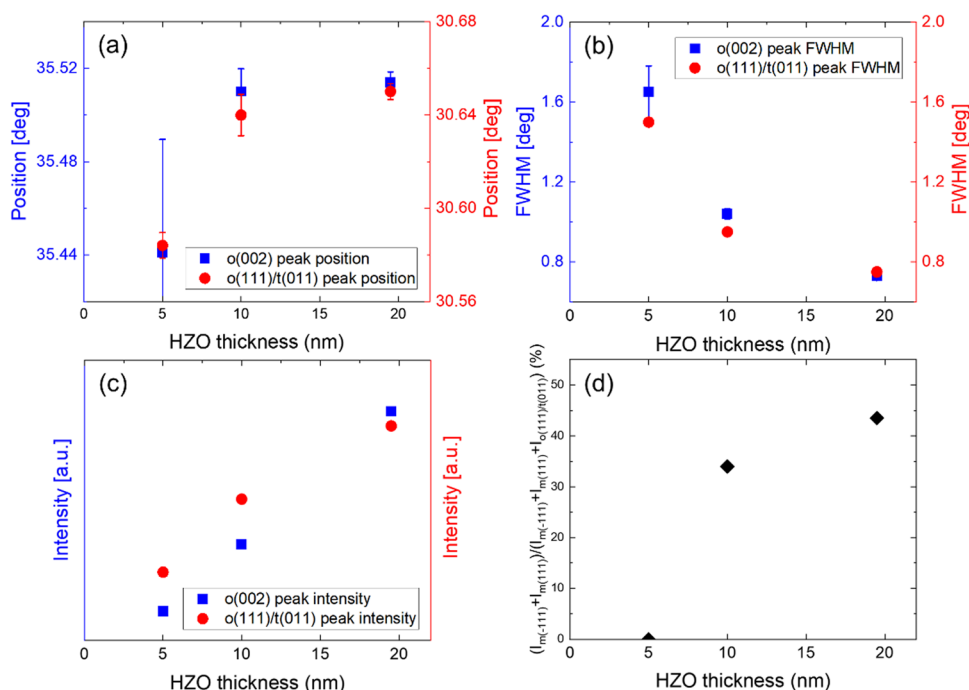 (a)
Position [deg]
35.52
35.48
35.44
30.68
30.64
30.60
30.56
Position [deg]
o(002) peak position
o(111)/t(011) peak position
0 5 10 15 20
HZO thickness (nm)
(b)
FWHM [deg]
2.0
1.6
1.2
0.8
2.0
1.6
1.2
0.8
FWHM [deg]
o(002) peak FWHM
o(111)/t(011) peak FWHM
0 5 10 15 20
HZO thickness (nm)
(c)
Intensity [a.u.]
Intensity [a.u.]
o(002) peak intensity
o(111)/t(011) peak intensity
0 5 10 15 20
HZO thickness (nm)
(d)
(I_m(-111)+I_m(111))/(I_m(-111)+I_m(111)+I_o(111)/t(011)) (%)
50
40
30
20
10
0
0 5 10 15 20
HZO thickness (nm)